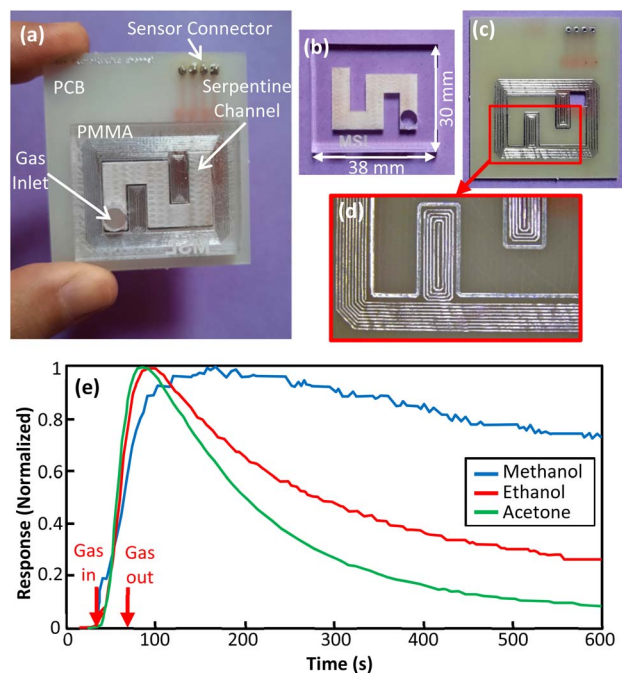 (a)
Sensor Connector
PCB
Serpentine
Channel
PMMA
Gas
Inlet
MSL
(b)
30 mm
MSL
38 mm
(c)
(d)
(e)
Response (Normalized)
1
0.8
0.6
0.4
0.2
0
Gas
in
Gas
out
Methanol
Ethanol
Acetone
0
100
200
300
400
500
600
Time (s)